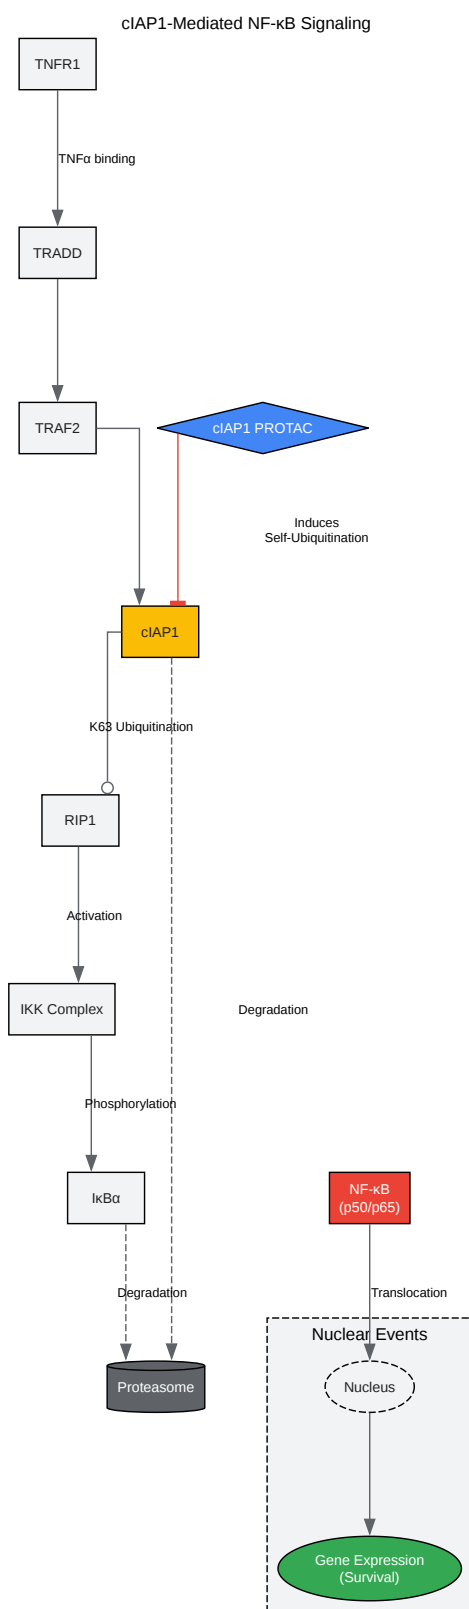 cIAP1-Mediated NF-κB Signaling
TNFR1
TNFα binding
TRADD
TRAF2
cIAP1 PROTAC
Induces
Self-Ubiquitination
cIAP1
K63 Ubiquitination
RIP1
Activation
IKK Complex
Degradation
Phosphorylation
IκBα
NF-κB
(p50/p65)
Degradation
Translocation
Nuclear Events
Proteasome
Nucleus
Gene Expression
(Survival)